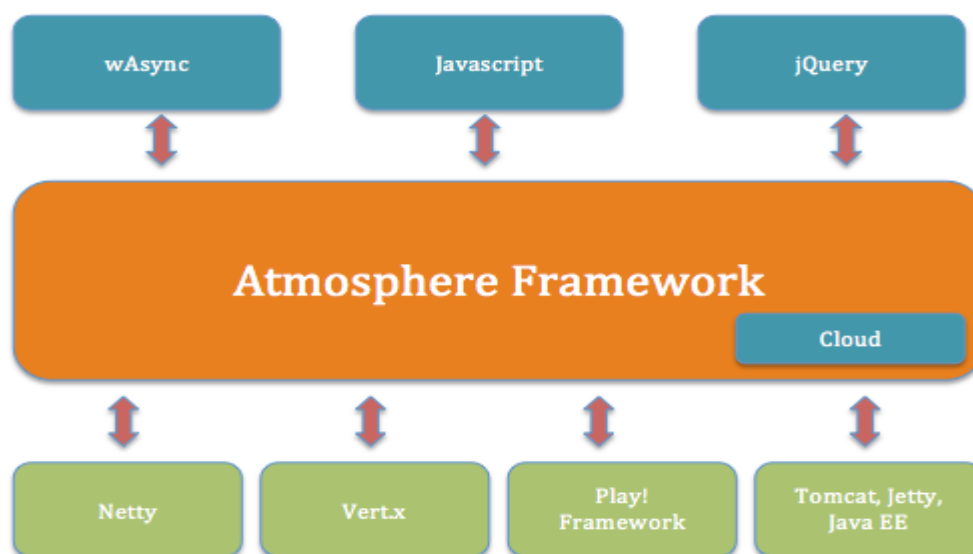 wAsync
Javascript
jQuery
Atmosphere Framework
Cloud
Netty
Vert.x
Play!
Framework
Tomcat, Jetty,
Java EE